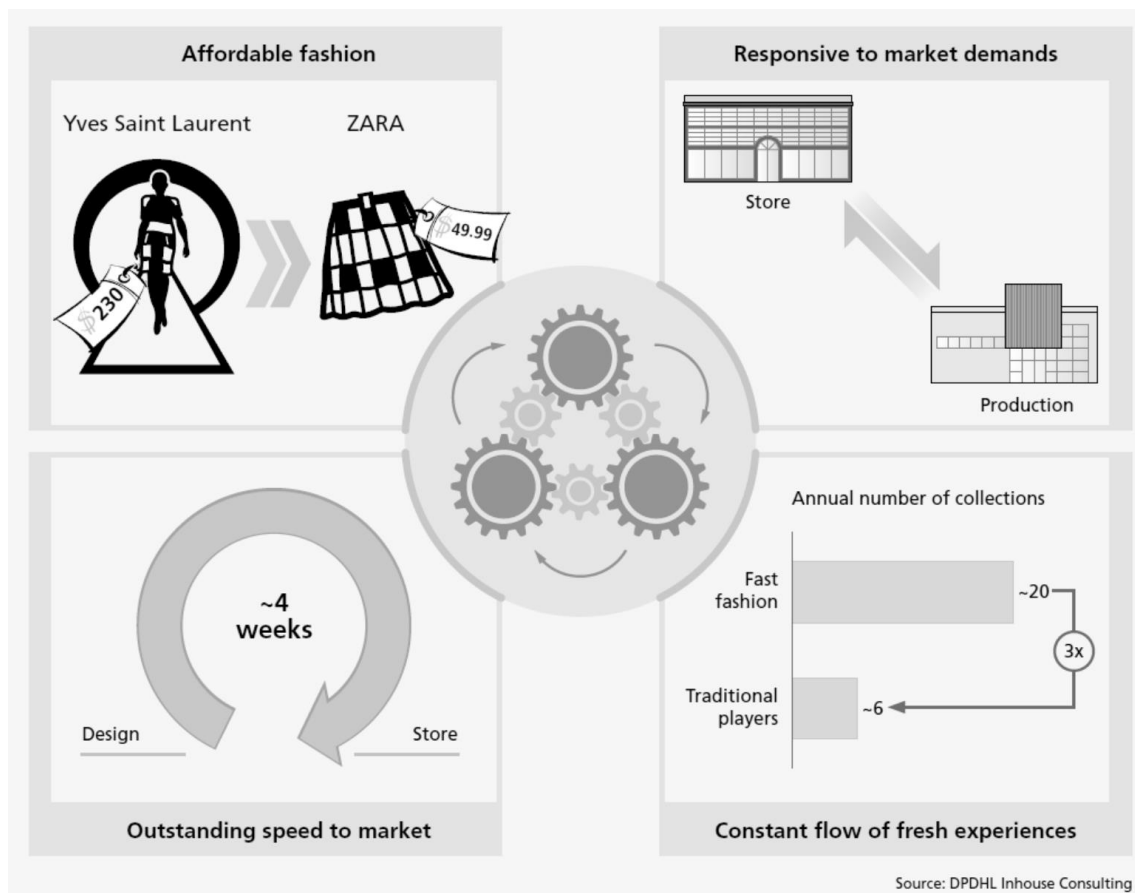 Affordable fashion
Yves Saint Laurent
ZARA
$230
$49.99
Responsive to market demands
Store
Production
~4
weeks
Design
Store
Outstanding speed to market
Annual number of collections
Fast
fashion
~20
3x
Traditional
players
~6
Constant flow of fresh experiences
Source: DPDHL Inhouse Consulting